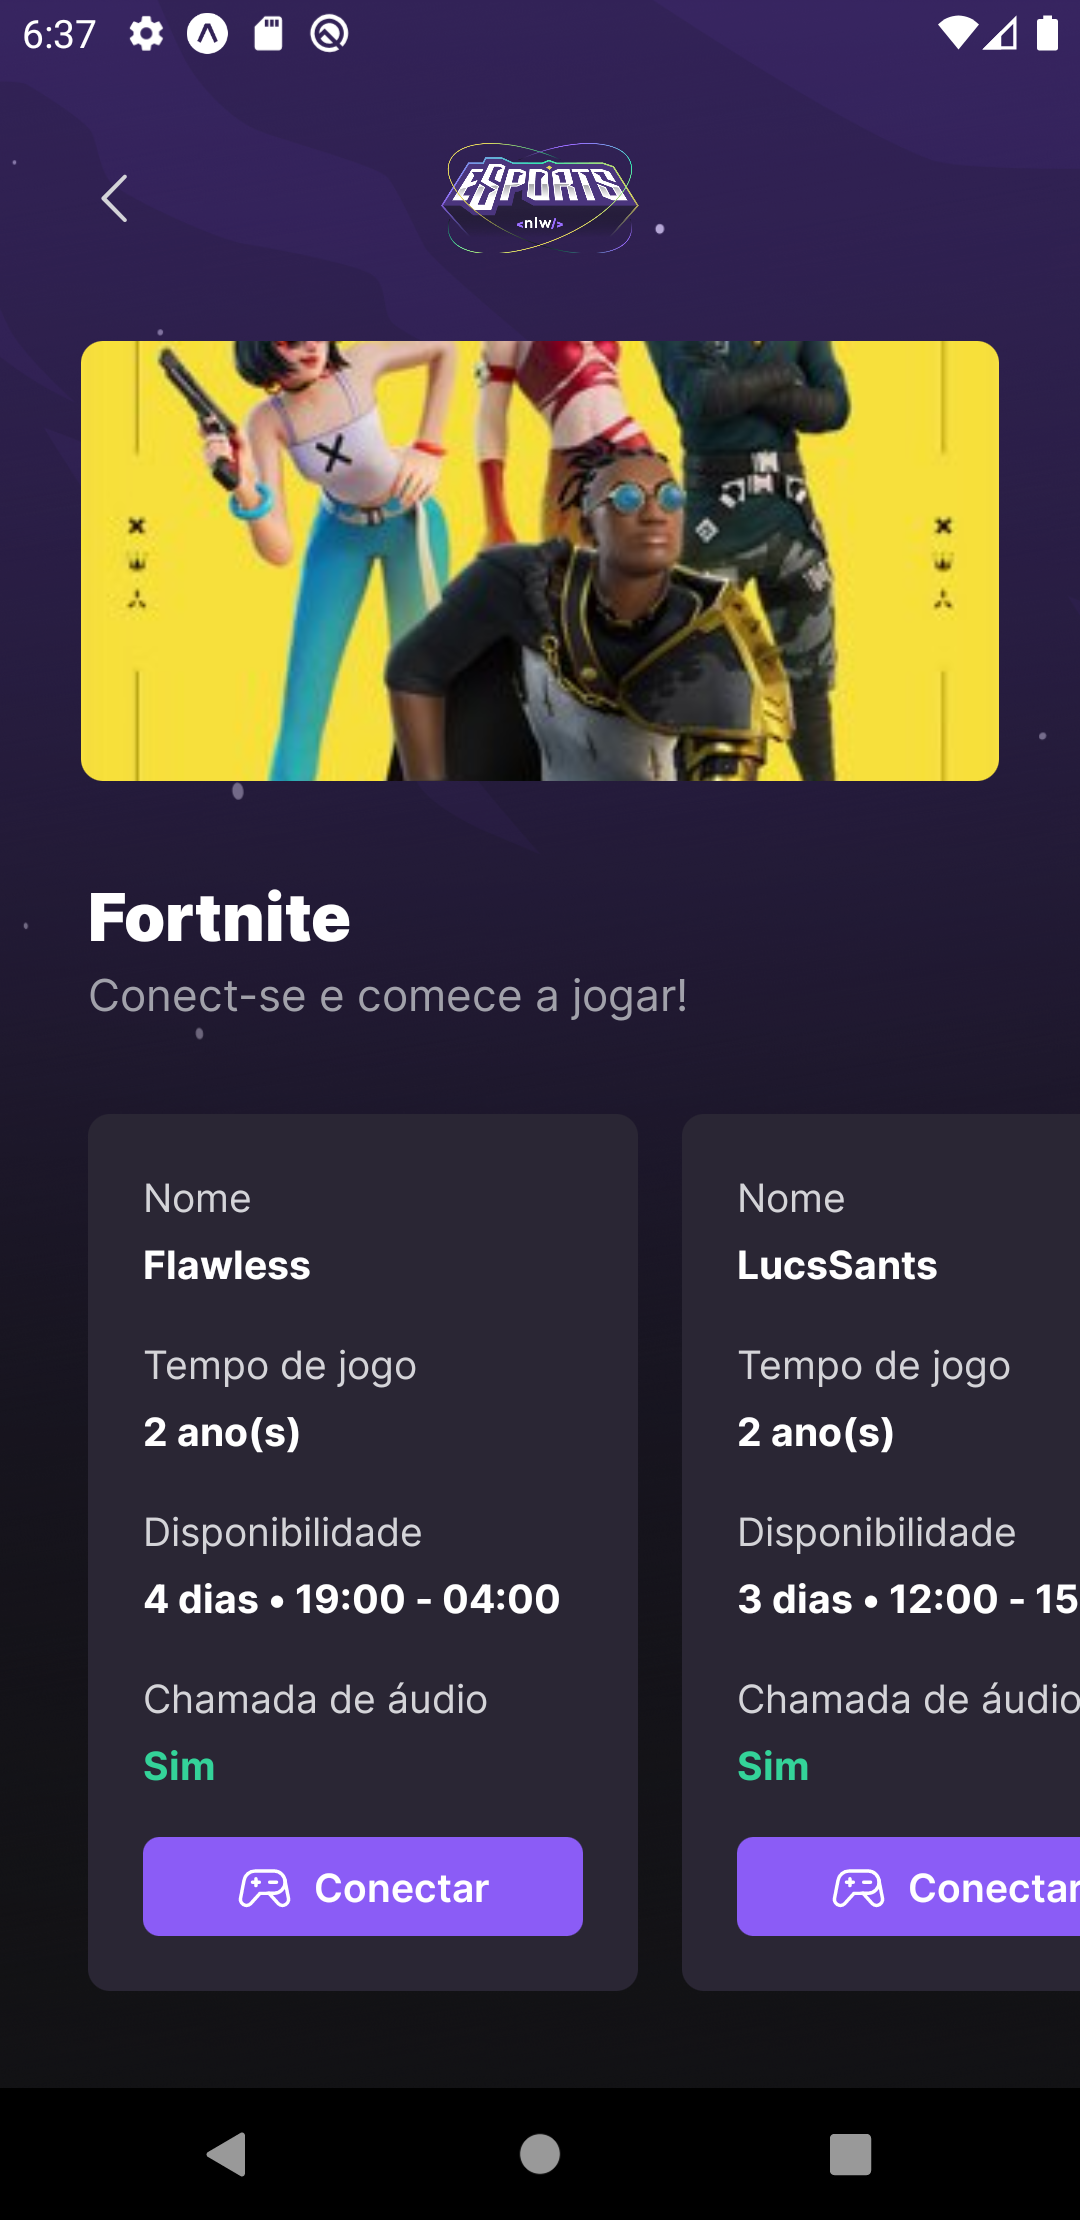 6:37
ESPORTS
<nlw/>
Fortnite
Conect-se e comece a jogar!
Nome
Flawless
Tempo de jogo
2 ano(s)
Disponibilidade
4 dias • 19:00 - 04:00
Chamada de áudio
Sim
Conectar
Nome
LucsSants
Tempo de jogo
2 ano(s)
Disponibilidade
3 dias • 12:00 - 15
Chamada de áudio
Sim
Conectar